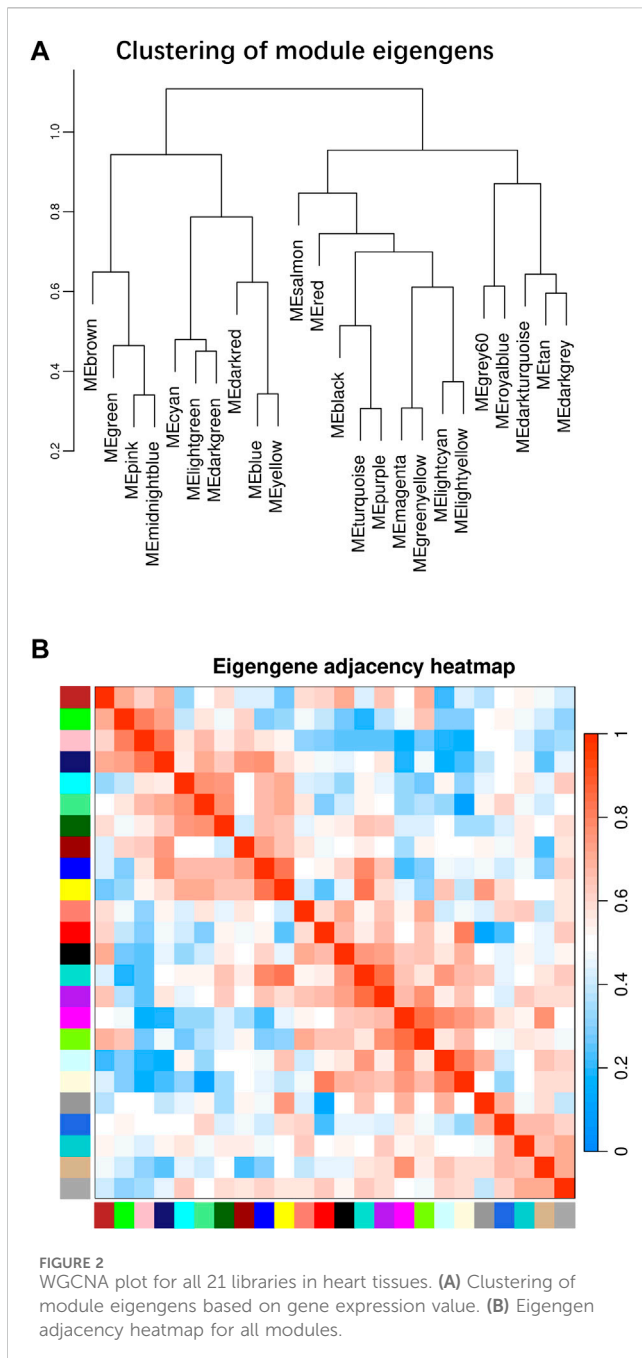 A
Clustering of module eigengens
1.0
0.8
0.6
0.4
0.2
MEbrown
MEgreen
MEpink
MEmidnightblue
MEcyan
MElightgreen
MEdarkgreen
MEdarkred
MEblue
MEyellow
MEsalmon
MEred
MEblack
MEturquoise
MEpurple
MEmagenta
MEgreenyellow
MElightcyan
MElightyellow
MEgrey60
MEroyalblue
MEdarkturquoise
MEtan
MEdarkgrey
B
Eigengene adjacency heatmap
1
0.8
0.6
0.4
0.2
0
FIGURE 2
WGCNA plot for all 21 libraries in heart tissues. (A) Clustering of
module eigengens based on gene expression value. (B) Eigengen
adjacency heatmap for all modules.